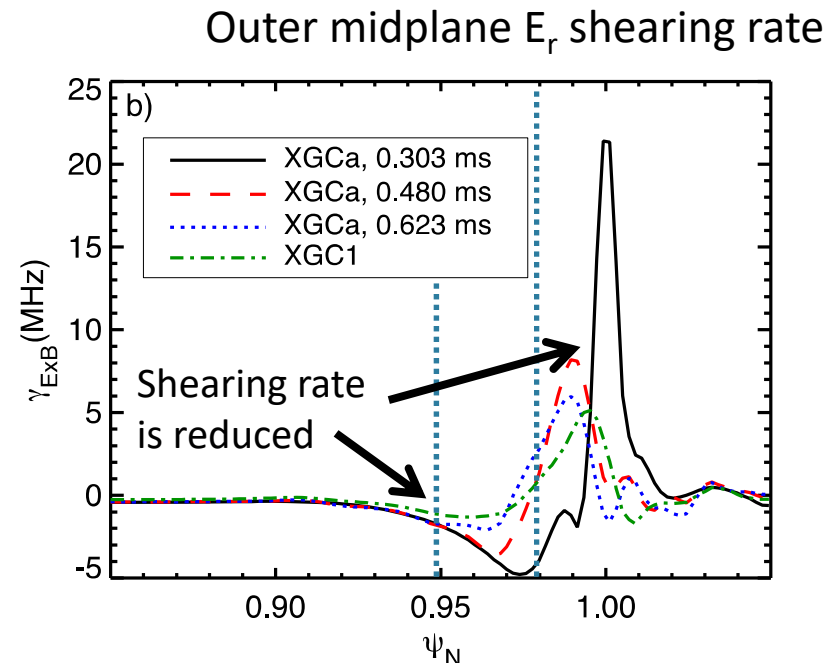 Outer midplane E_r shearing rate
b)
XGCa, 0.303 ms
XGCa, 0.480 ms
XGCa, 0.623 ms
XGC1
Shearing rate
is reduced
γ_ExB(MHz)
25
20
15
10
5
0
-5
0.90
0.95
1.00
ψ_N